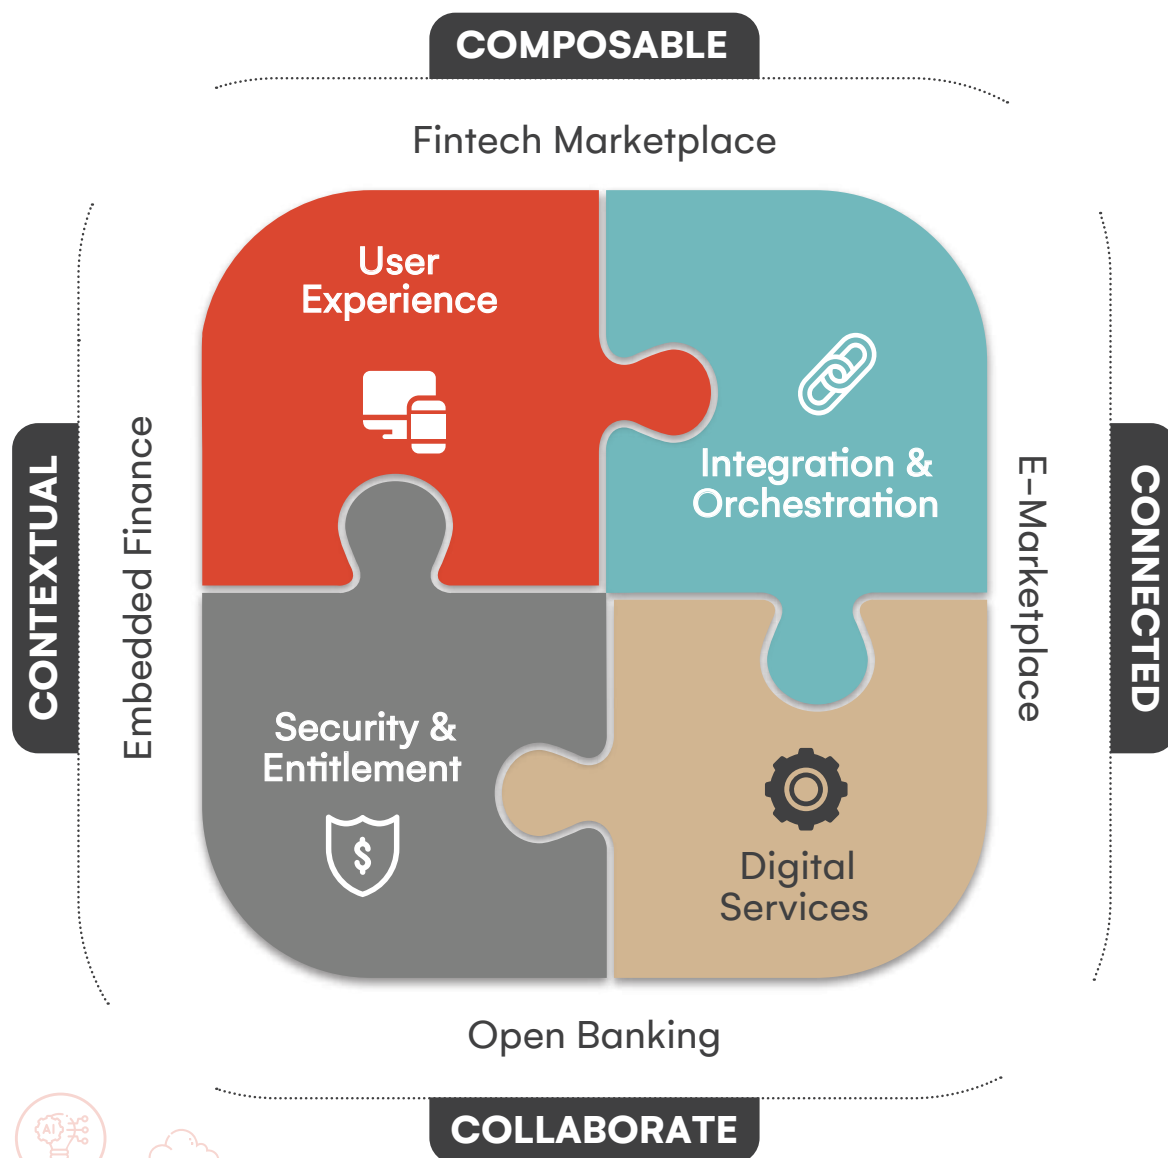 COMPOSABLE
Fintech Marketplace
User
Experience
Integration &
Orchestration
CONTEXTUAL
Embedded Finance
E-Marketplace
CONNECTED
Security &
Entitlement
$
Digital
Services
Open Banking
COLLABORATE
AI